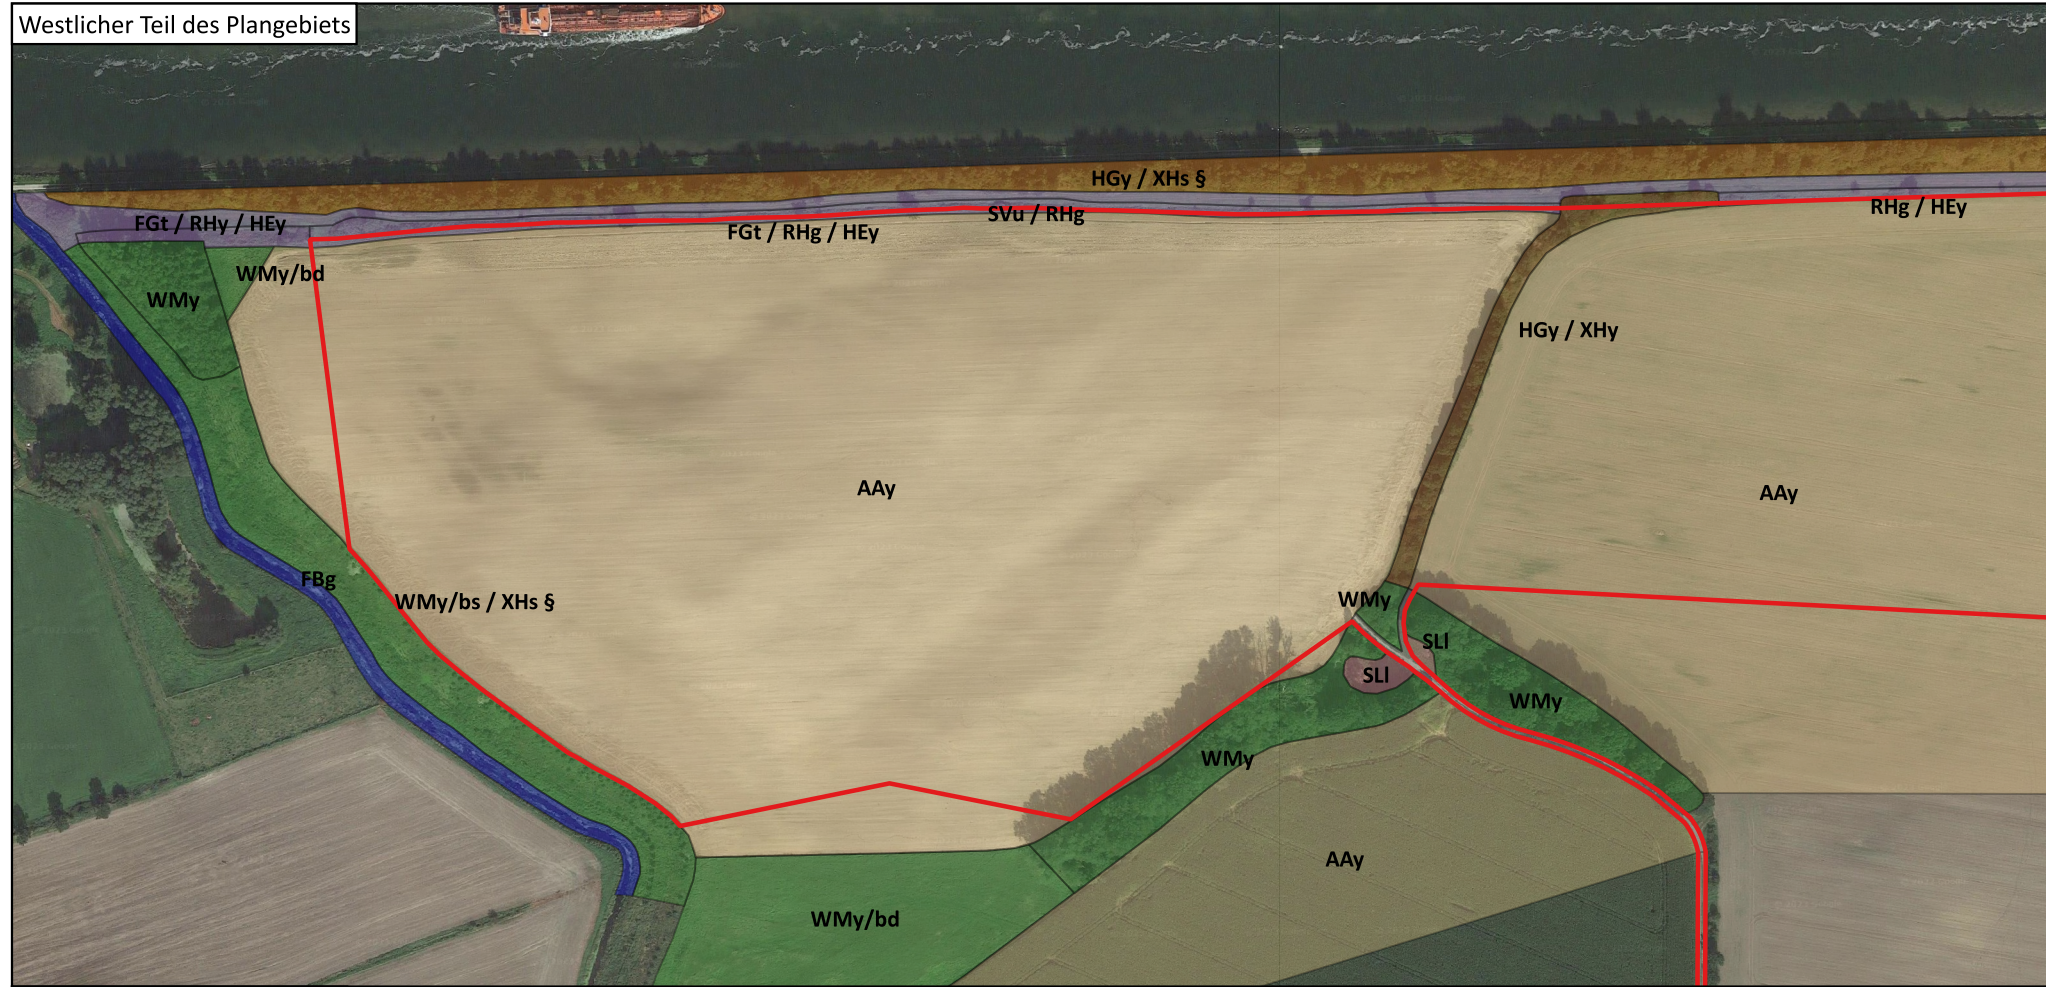 Westlicher Teil des Plangebiets
HGy / XHs §
FGt / RHy / HEy
SVu / RHg
RHg / HEy
FGt / RHg / HEy
WMy/bd
WMy
HGy / XHy
AAy
AAy
FBg
WMy/bs / XHs §
WMy
SLl
SLl
WMy
WMy
AAy
WMy/bd